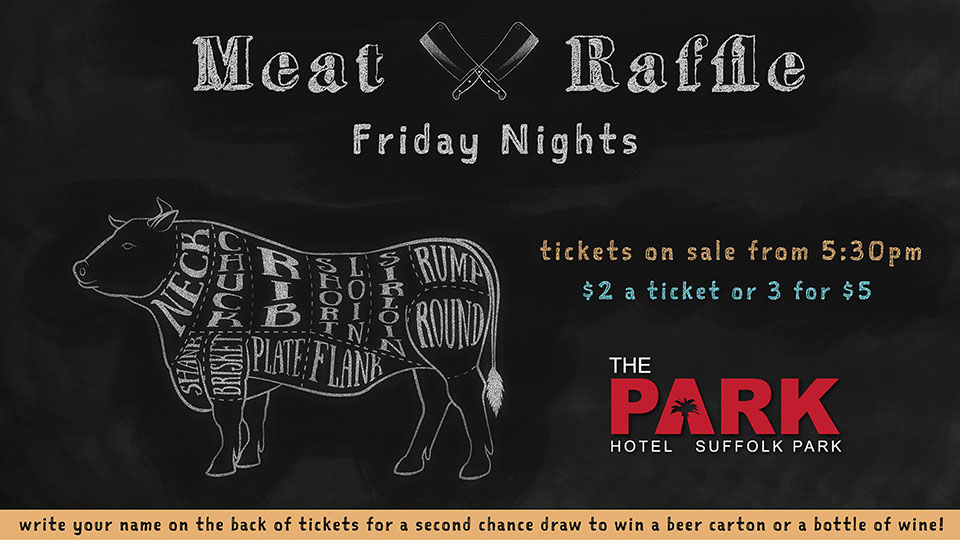 Meat Raffle
Friday Nights
tickets on sale from 5:30pm
$2 a ticket or 3 for $5
NECK
CHUCK
RIB
SHORT LOIN
SIRLOIN
RUMP
ROUND
SHANK
BRISKET
PLATE
FLANK
THE
PARK
HOTEL SUFFOLK PARK
write your name on the back of tickets for a second chance draw to win a beer carton or a bottle of wine!